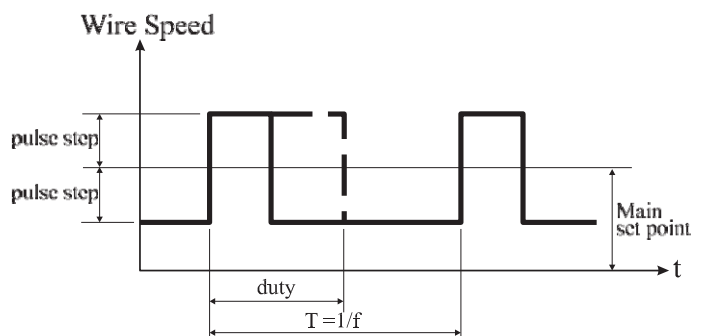 Wire Speed
pulse step
pulse step
Main
set point
t
duty
T =1/f